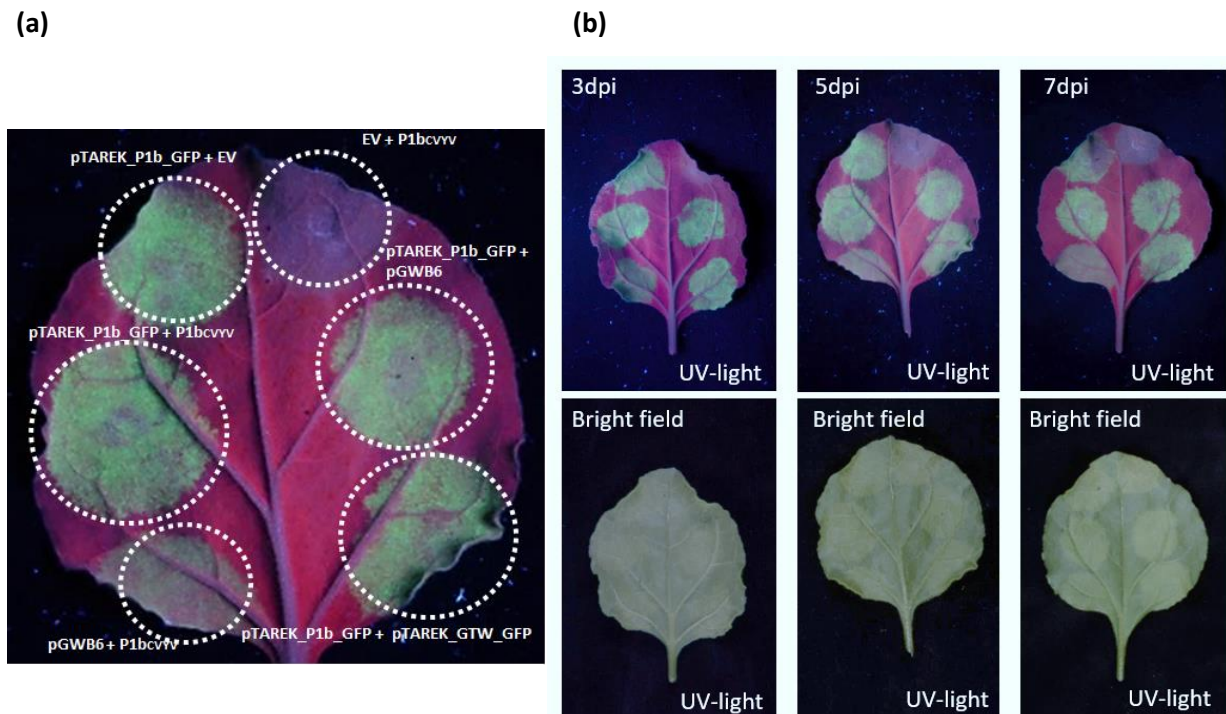 (a)
(b)
pTAREK_P1b_GFP + EV
EV + P1bcvyv
pTAREK_P1b_GFP +
pGWB6
pTAREK_P1b_GFP + P1bcvyv
pGWB6 + P1bcvyv
pTAREK_P1b_GFP + pTAREK_GTW_GFP
3dpi
UV-light
5dpi
UV-light
7dpi
UV-light
Bright field
UV-light
Bright field
UV-light
Bright field
UV-light